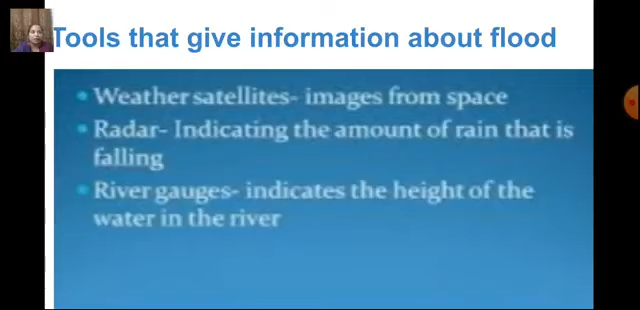 Tools that give information about flood
• Weather satellites- images from space
• Radar- Indicating the amount of rain that is
falling
• River gauges- indicates the height of the
water in the river